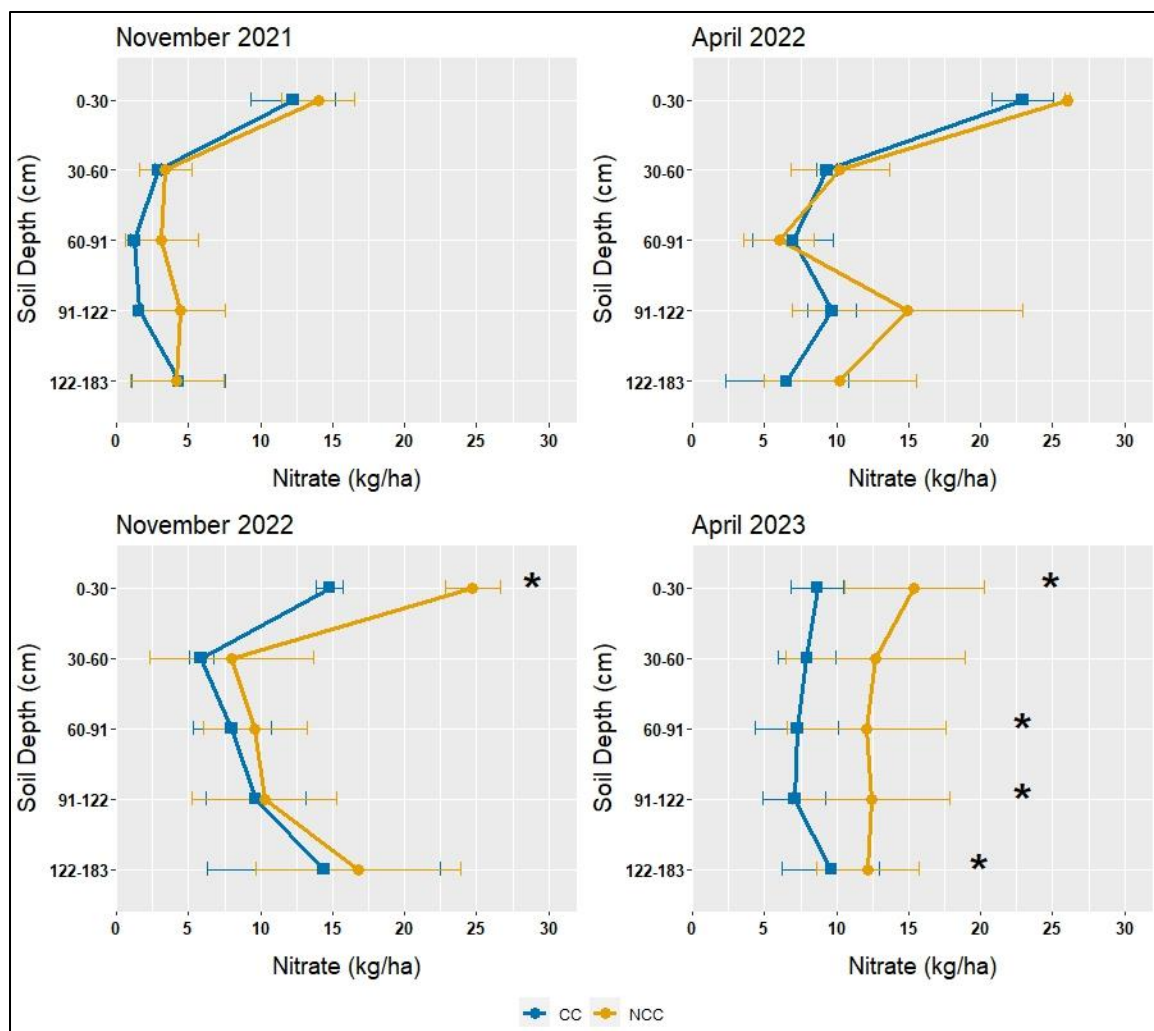 November 2021
Soil Depth (cm)
0-30
30-60
60-91
91-122
122-183
0 5 10 15 20 25 30
Nitrate (kg/ha)
April 2022
Soil Depth (cm)
0-30
30-60
60-91
91-122
122-183
0 5 10 15 20 25 30
Nitrate (kg/ha)
November 2022
Soil Depth (cm)
0-30
*
30-60
60-91
91-122
122-183
0 5 10 15 20 25 30
Nitrate (kg/ha)
April 2023
Soil Depth (cm)
0-30
*
30-60
60-91
*
91-122
*
122-183
*
0 5 10 15 20 25 30
Nitrate (kg/ha)
CC NCC